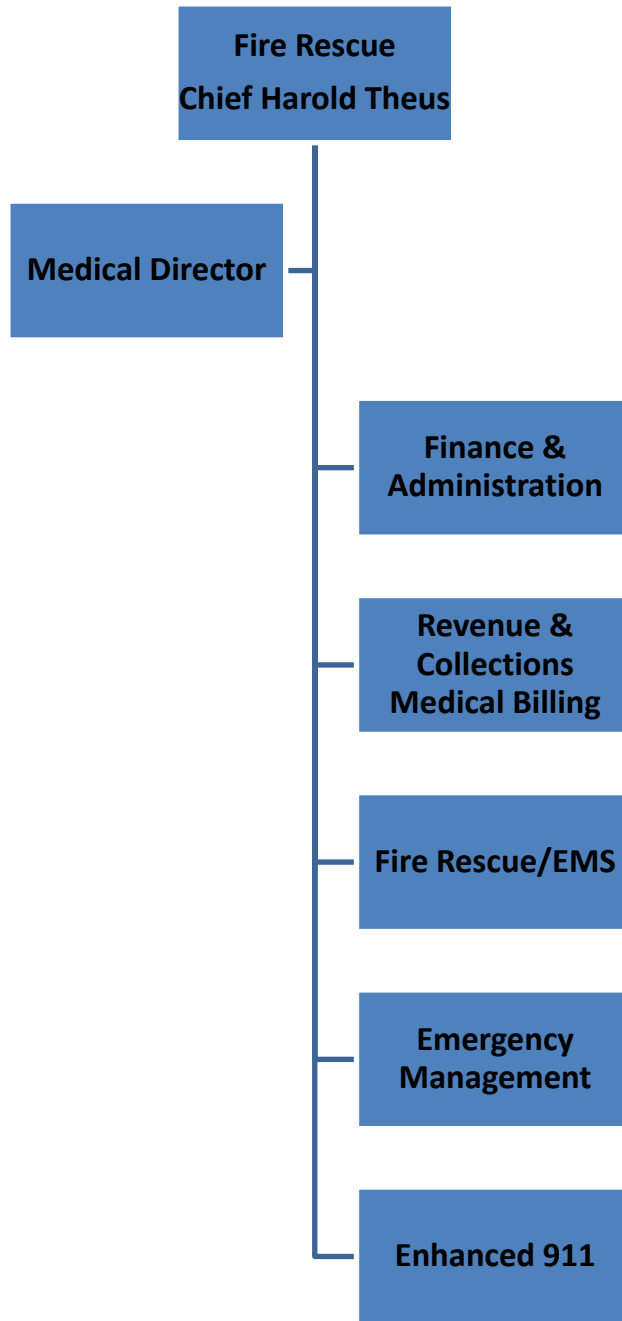 Fire Rescue
Chief Harold Theus
Medical Director
Finance &
Administration
Revenue &
Collections
Medical Billing
Fire Rescue/EMS
Emergency
Management
Enhanced 911